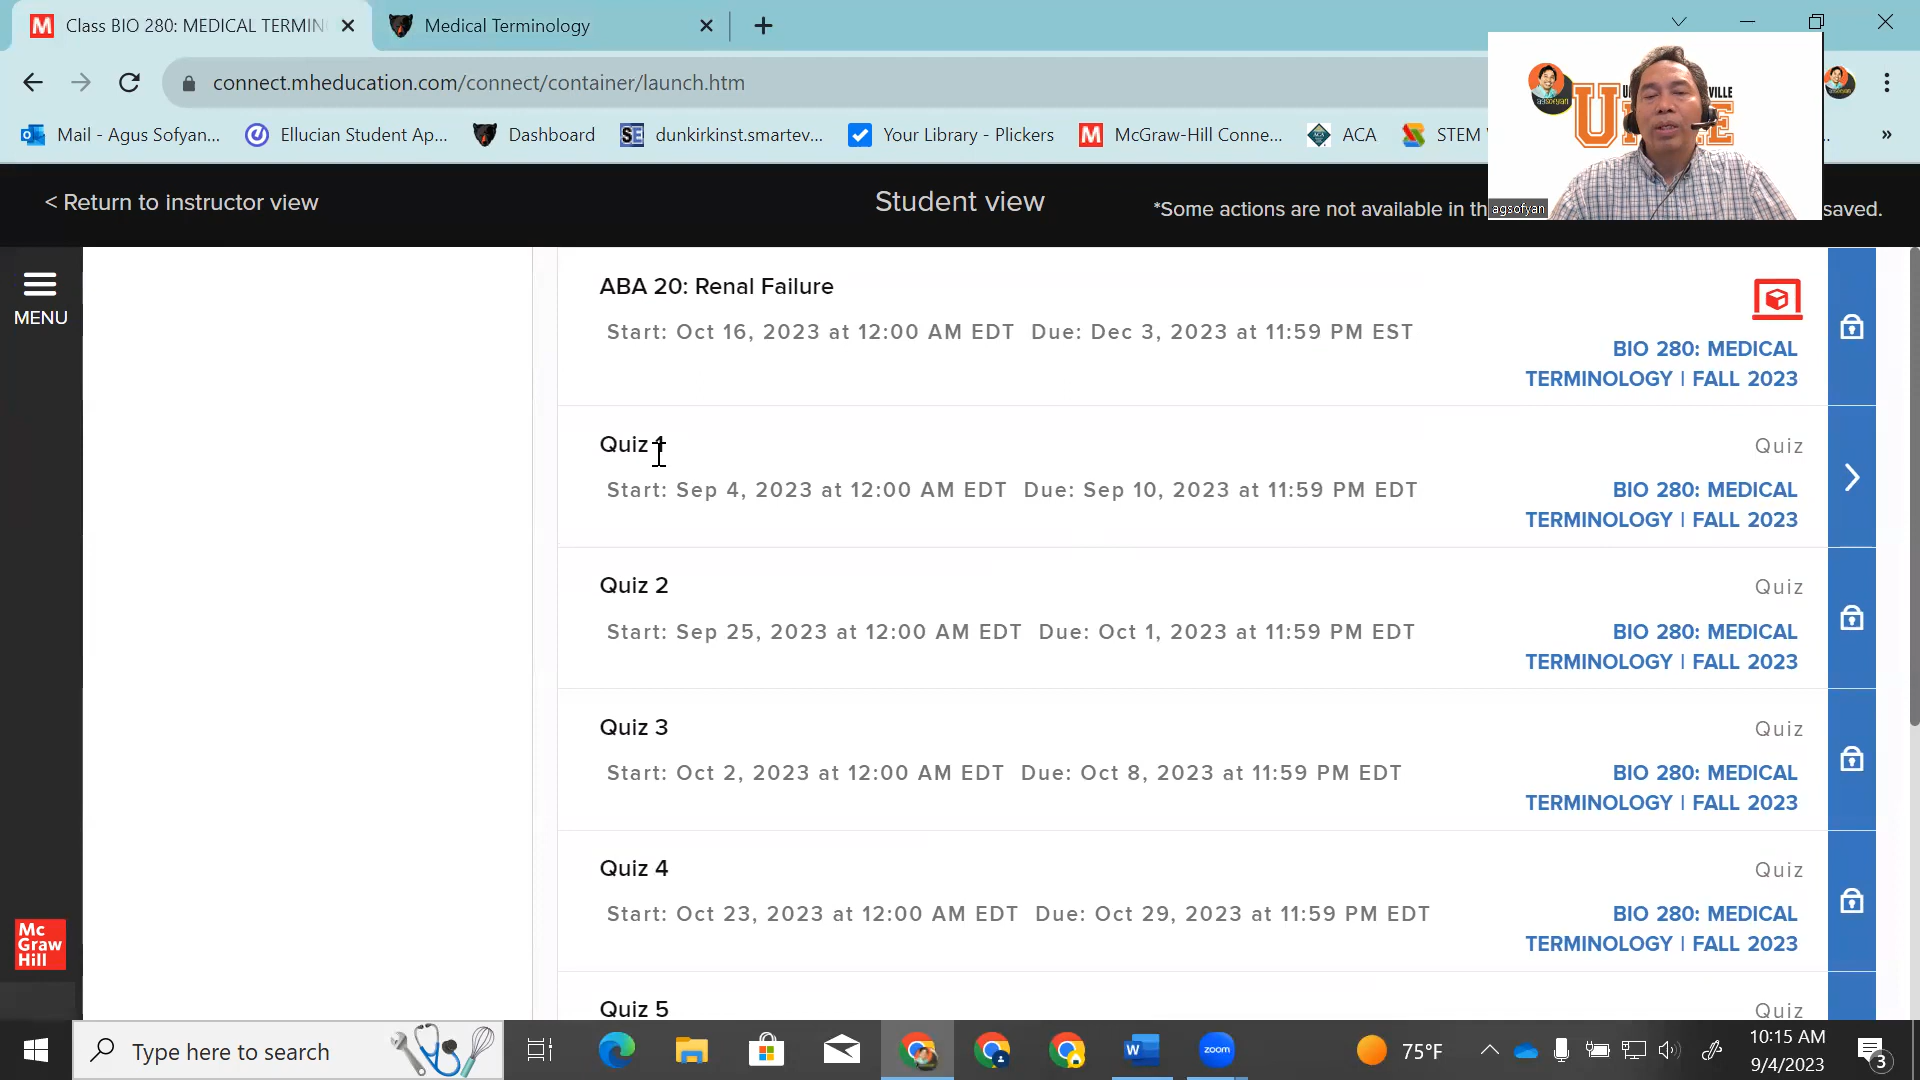 Class BIO 280: MEDICAL TERMIN
Medical Terminology
connect.mheducation.com/connect/container/launch.htm
Mail - Agus Sofyan...
Ellucian Student Ap...
Dashboard
dunkirkinst.smartev...
Your Library - Plickers
McGraw-Hill Conne...
ACA
STEM
»
< Return to instructor view
Student view
*Some actions are not available in th
saved.
agsofyan
MENU
ABA 20: Renal Failure
Start: Oct 16, 2023 at 12:00 AM EDT Due: Dec 3, 2023 at 11:59 PM EST
BIO 280: MEDICAL
TERMINOLOGY | FALL 2023
Quiz 1
Quiz
Start: Sep 4, 2023 at 12:00 AM EDT Due: Sep 10, 2023 at 11:59 PM EDT
BIO 280: MEDICAL
TERMINOLOGY | FALL 2023
Quiz 2
Quiz
Start: Sep 25, 2023 at 12:00 AM EDT Due: Oct 1, 2023 at 11:59 PM EDT
BIO 280: MEDICAL
TERMINOLOGY | FALL 2023
Quiz 3
Quiz
Start: Oct 2, 2023 at 12:00 AM EDT Due: Oct 8, 2023 at 11:59 PM EDT
BIO 280: MEDICAL
TERMINOLOGY | FALL 2023
Quiz 4
Quiz
Start: Oct 23, 2023 at 12:00 AM EDT Due: Oct 29, 2023 at 11:59 PM EDT
BIO 280: MEDICAL
TERMINOLOGY | FALL 2023
Quiz 5
Quiz
Mc
Graw
Hill
Type here to search
zoom
75°F
10:15 AM
9/4/2023
3